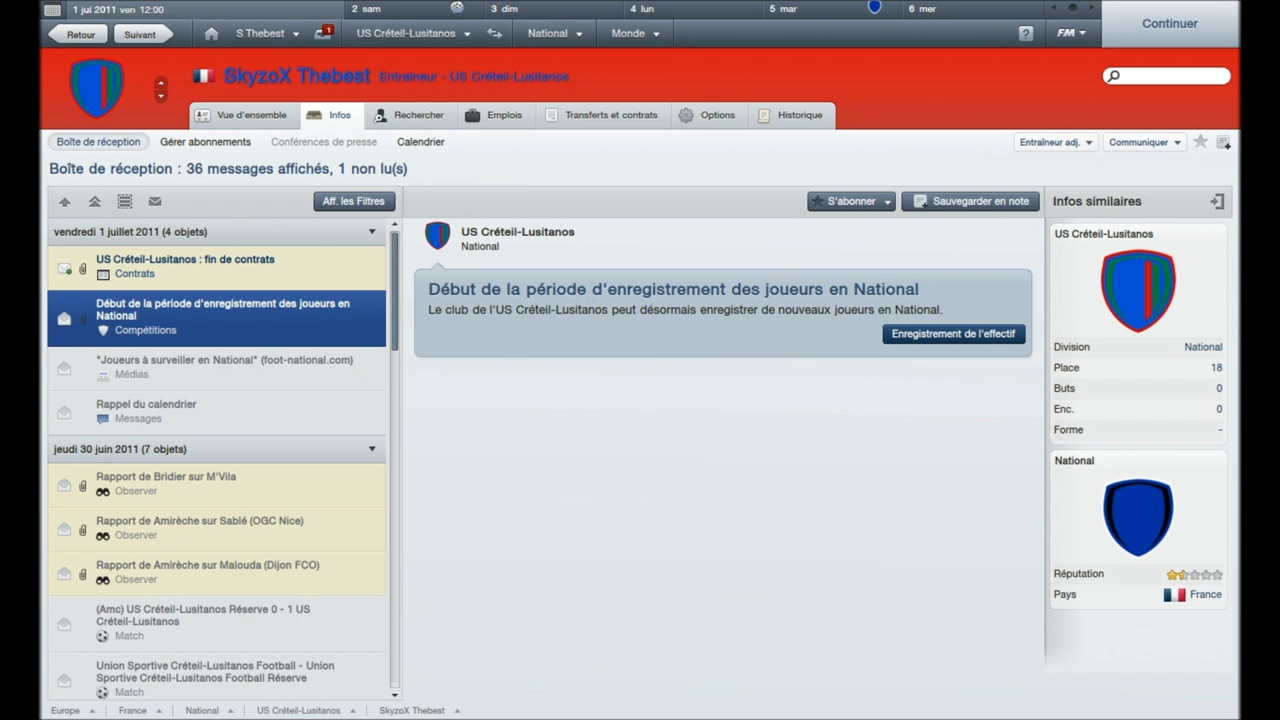 1 jui 2011 ven 12:00
2 sam
3 dim
4 lun
5 mar
6 mer
Continuer
Retour
Suivant
S Thebest
1
US Créteil-Lusitanos
National
Monde
?
FM
SkyzoX Thebest Entraîneur - US Créteil-Lusitanos
Vue d'ensemble
Infos
Rechercher
Emplois
Transferts et contrats
Options
Historique
Boîte de réception
Gérer abonnements
Conférences de presse
Calendrier
Entraîneur adj.
Communiquer
Boîte de réception : 36 messages affichés, 1 non lu(s)
Aff. les Filtres
S'abonner
Sauvegarder en note
Infos similaires
vendredi 1 juillet 2011 (4 objets)
US Créteil-Lusitanos : fin de contrats
Contrats
Début de la période d'enregistrement des joueurs en
National
Compétitions
"Joueurs à surveiller en National" (foot-national.com)
Médias
Rappel du calendrier
Messages
jeudi 30 juin 2011 (7 objets)
Rapport de Bridier sur M'Vila
Observer
Rapport de Amirèche sur Sablé (OGC Nice)
Observer
Rapport de Amirèche sur Malouda (Dijon FCO)
Observer
(Amc) US Créteil-Lusitanos Réserve 0 - 1 US
Créteil-Lusitanos
Match
Union Sportive Créteil-Lusitanos Football - Union
Sportive Créteil-Lusitanos Football Réserve
Match
US Créteil-Lusitanos
National
Début de la période d'enregistrement des joueurs en National
Le club de l'US Créteil-Lusitanos peut désormais enregistrer de nouveaux joueurs en National.
Enregistrement de l'effectif
US Créteil-Lusitanos
Division National
Place 18
Buts 0
Enc. 0
Forme -
National
Réputation
Pays France
Europe
France
National
US Créteil-Lusitanos
SkyzoX Thebest